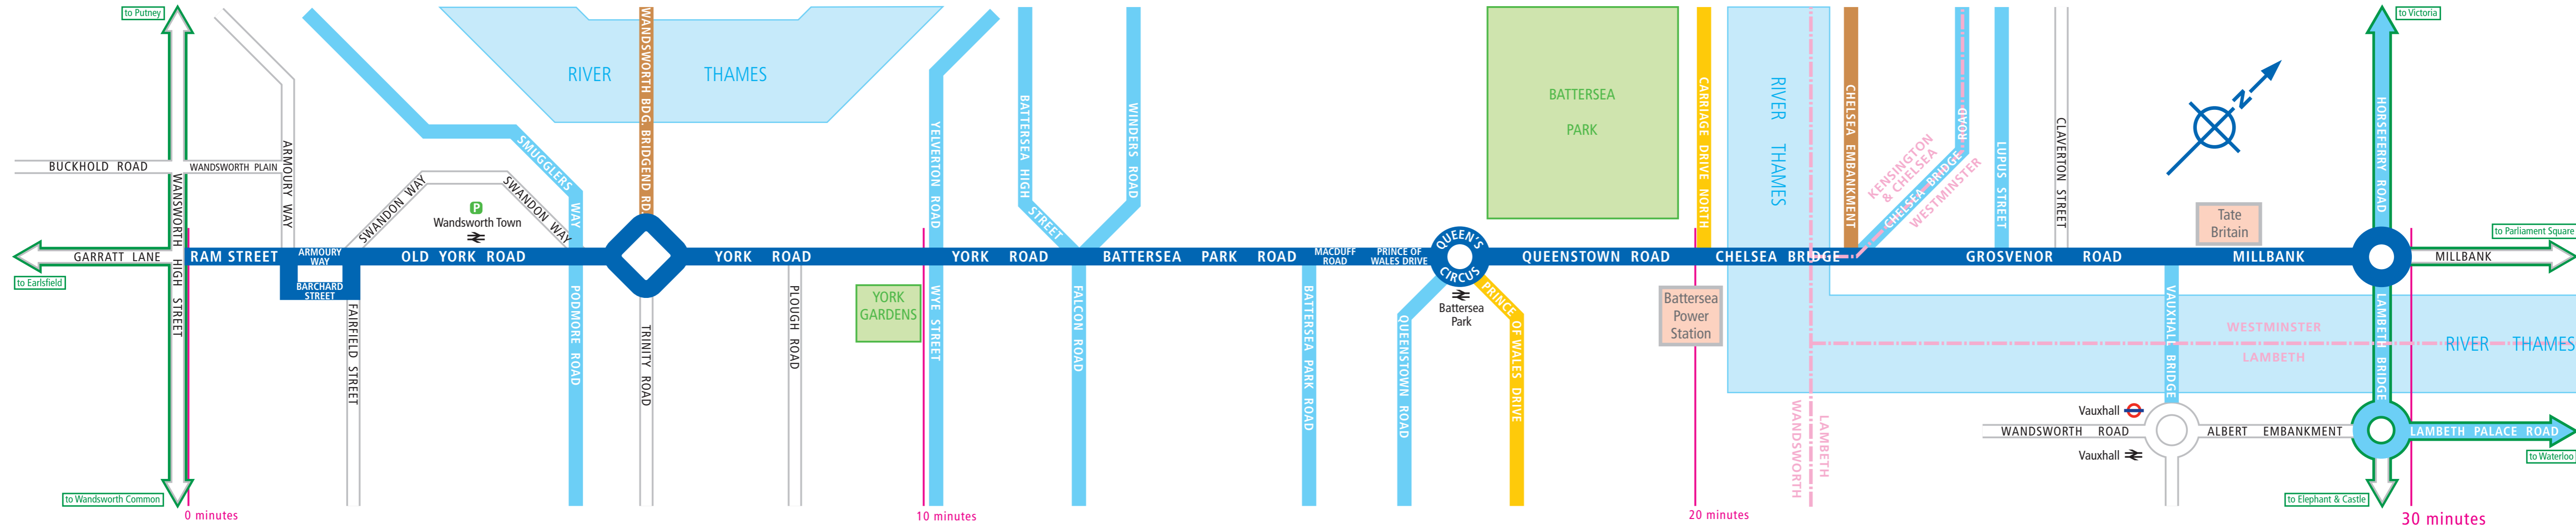 to Putney
to Victoria
RIVER THAMES
WANDSWORTH BDG. BRIDGEND RD
BATTERSEA
PARK
CARRIAGE DRIVE NORTH
RIVER THAMES
CHELSEA EMBANKMENT
KENSINGTON
& CHELSEA
CHELSEA BRIDGE ROAD
WESTMINSTER
LUPUS STREET
CLAVERTON STREET
N
HORSEFERRY ROAD
BUCKHOLD ROAD
WANDSWORTH PLAIN
WANSWORTH HIGH STREET
ARMOURY WAY
SMUGGLERS WAY
SWANDON WAY
SWANDON WAY
P
Wandsworth Town
YELVERTON ROAD
BATTERSEA HIGH STREET
WINDERS ROAD
Tate
Britain
to Parliament Square
GARRATT LANE
RAM STREET
ARMOURY
WAY
BARCHARD
STREET
OLD YORK ROAD
YORK ROAD
YORK ROAD
BATTERSEA PARK ROAD
MACDUFF
ROAD
PRINCE OF
WALES DRIVE
QUEEN'S
CIRCUS
QUEENSTOWN ROAD
CHELSEA BRIDGE
GROSVENOR ROAD
MILLBANK
MILLBANK
to Earlsfield
FAIRFIELD STREET
PODMORE ROAD
TRINITY ROAD
PLOUGH ROAD
YORK
GARDENS
WYE STREET
FALCON ROAD
BATTERSEA PARK ROAD
QUEENSTOWN ROAD
Battersea
Park
PRINCE OF WALES DRIVE
Battersea
Power
Station
VAUXHALL BRIDGE
LAMBETH BRIDGE
WESTMINSTER
LAMBETH
RIVER THAMES
WANDSWORTH
LAMBETH
Vauxhall
WANDSWORTH ROAD
ALBERT EMBANKMENT
LAMBETH PALACE ROAD
Vauxhall
to Waterloo
to Wandsworth Common
to Elephant & Castle
0 minutes
10 minutes
20 minutes
30 minutes